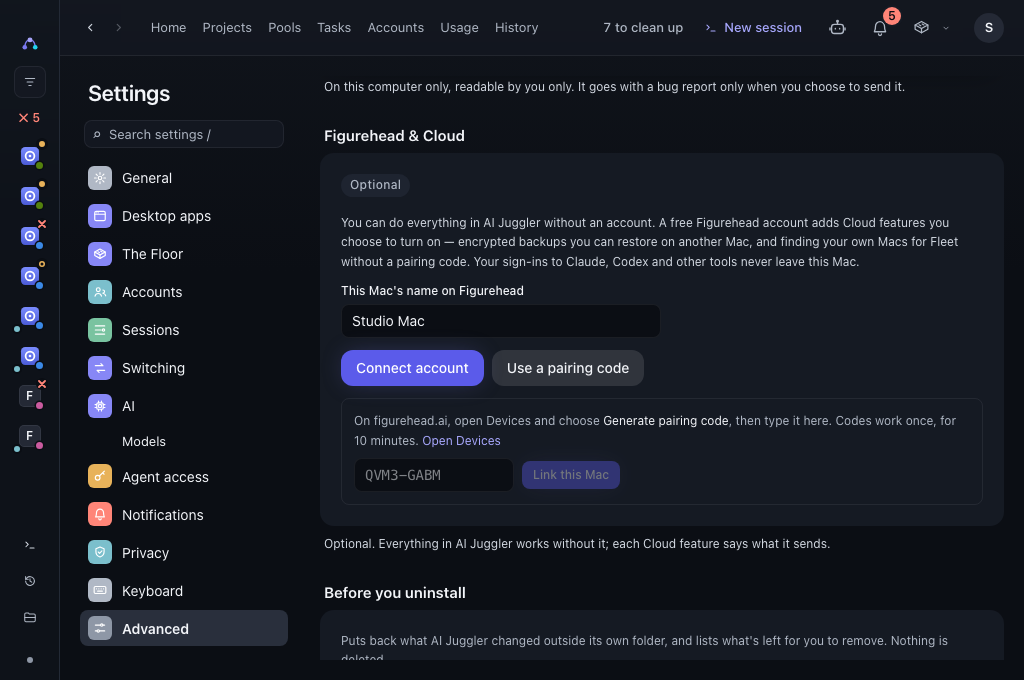 Home Projects Pools Tasks Accounts Usage History 7 to clean up New session 5 S
5
F
F
Settings
Search settings /
General
Desktop apps
The Floor
Accounts
Sessions
Switching
AI
Models
Agent access
Notifications
Privacy
Keyboard
Advanced
On this computer only, readable by you only. It goes with a bug report only when you choose to send it.
Figurehead & Cloud
Optional
You can do everything in AI Juggler without an account. A free Figurehead account adds Cloud features you
choose to turn on — encrypted backups you can restore on another Mac, and finding your own Macs for Fleet
without a pairing code. Your sign-ins to Claude, Codex and other tools never leave this Mac.
This Mac's name on Figurehead
Studio Mac
Connect account Use a pairing code
On figurehead.ai, open Devices and choose Generate pairing code, then type it here. Codes work once, for
10 minutes. Open Devices
QVM3-GABM Link this Mac
Optional. Everything in AI Juggler works without it; each Cloud feature says what it sends.
Before you uninstall
Puts back what AI Juggler changed outside its own folder, and lists what's left for you to remove. Nothing is
deleted